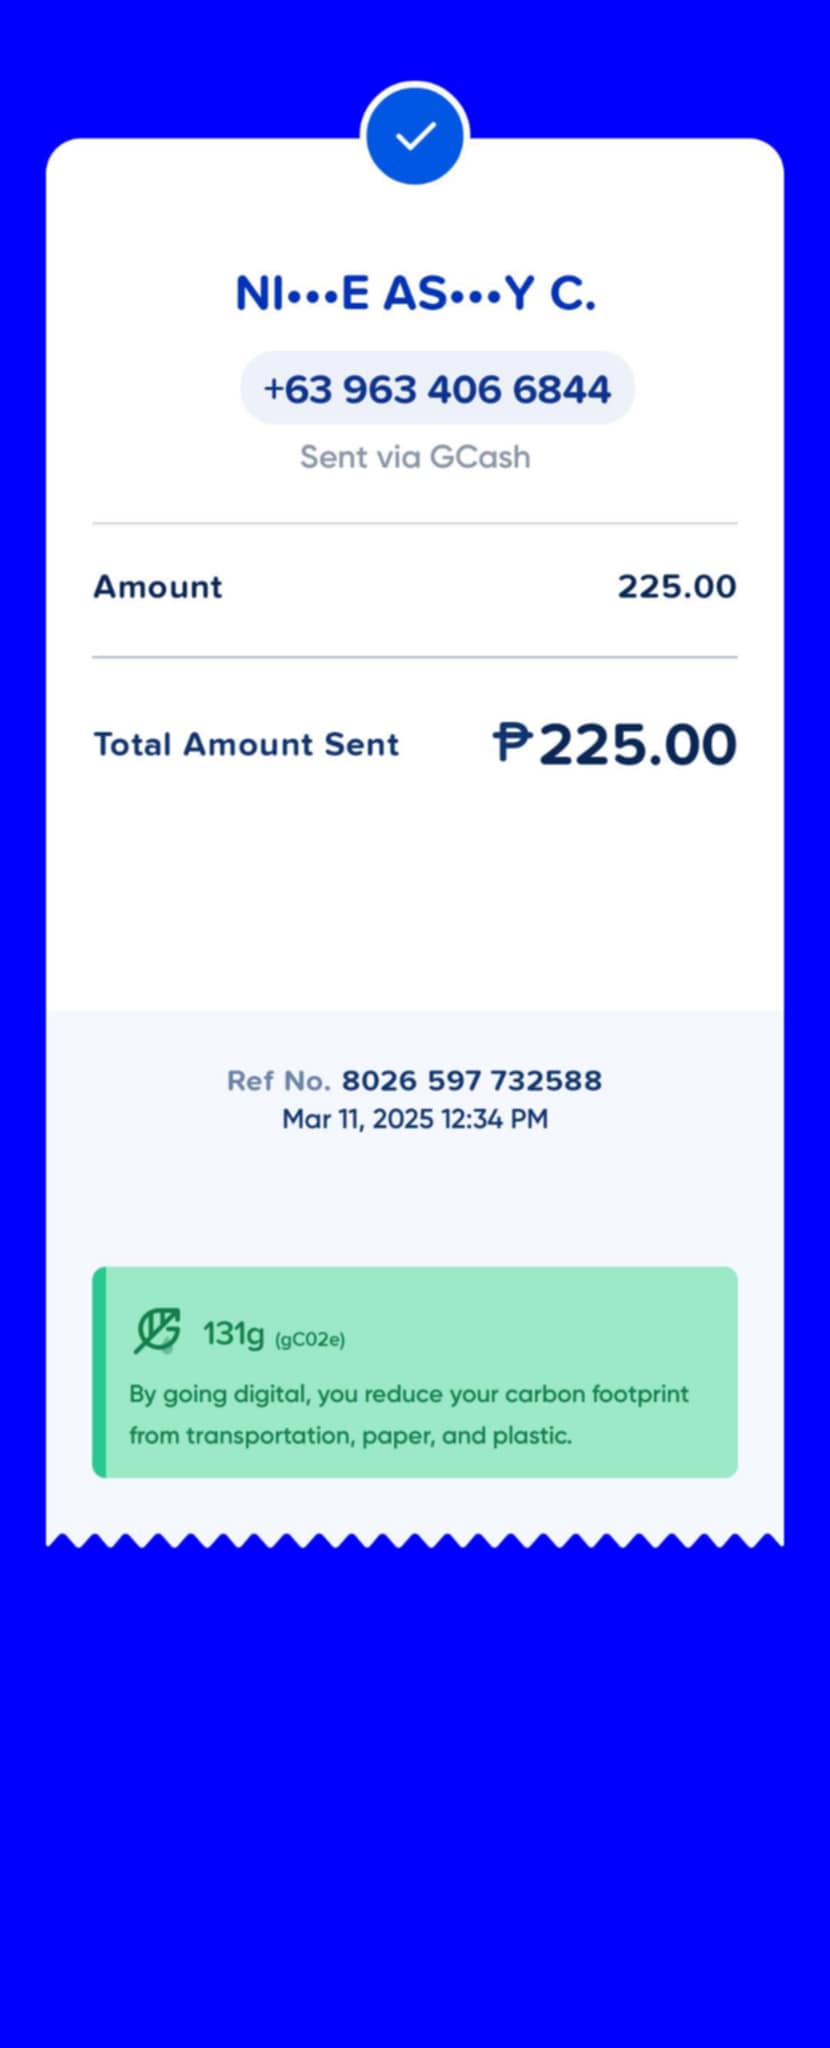 NI•••E AS•••Y C.
+63 963 406 6844
Sent via GCash
Amount 225.00
Total Amount Sent ₱225.00
Ref No. 8026 597 732588
Mar 11, 2025 12:34 PM
131g (gC02e)
By going digital, you reduce your carbon footprint
from transportation, paper, and plastic.